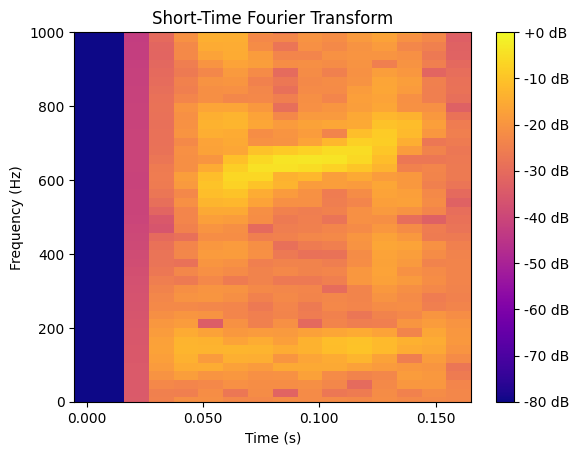 Short-Time Fourier Transform
Frequency (Hz)
1000
800
600
400
200
0
0.000
0.050
0.100
0.150
Time (s)
+0 dB
-10 dB
-20 dB
-30 dB
-40 dB
-50 dB
-60 dB
-70 dB
-80 dB